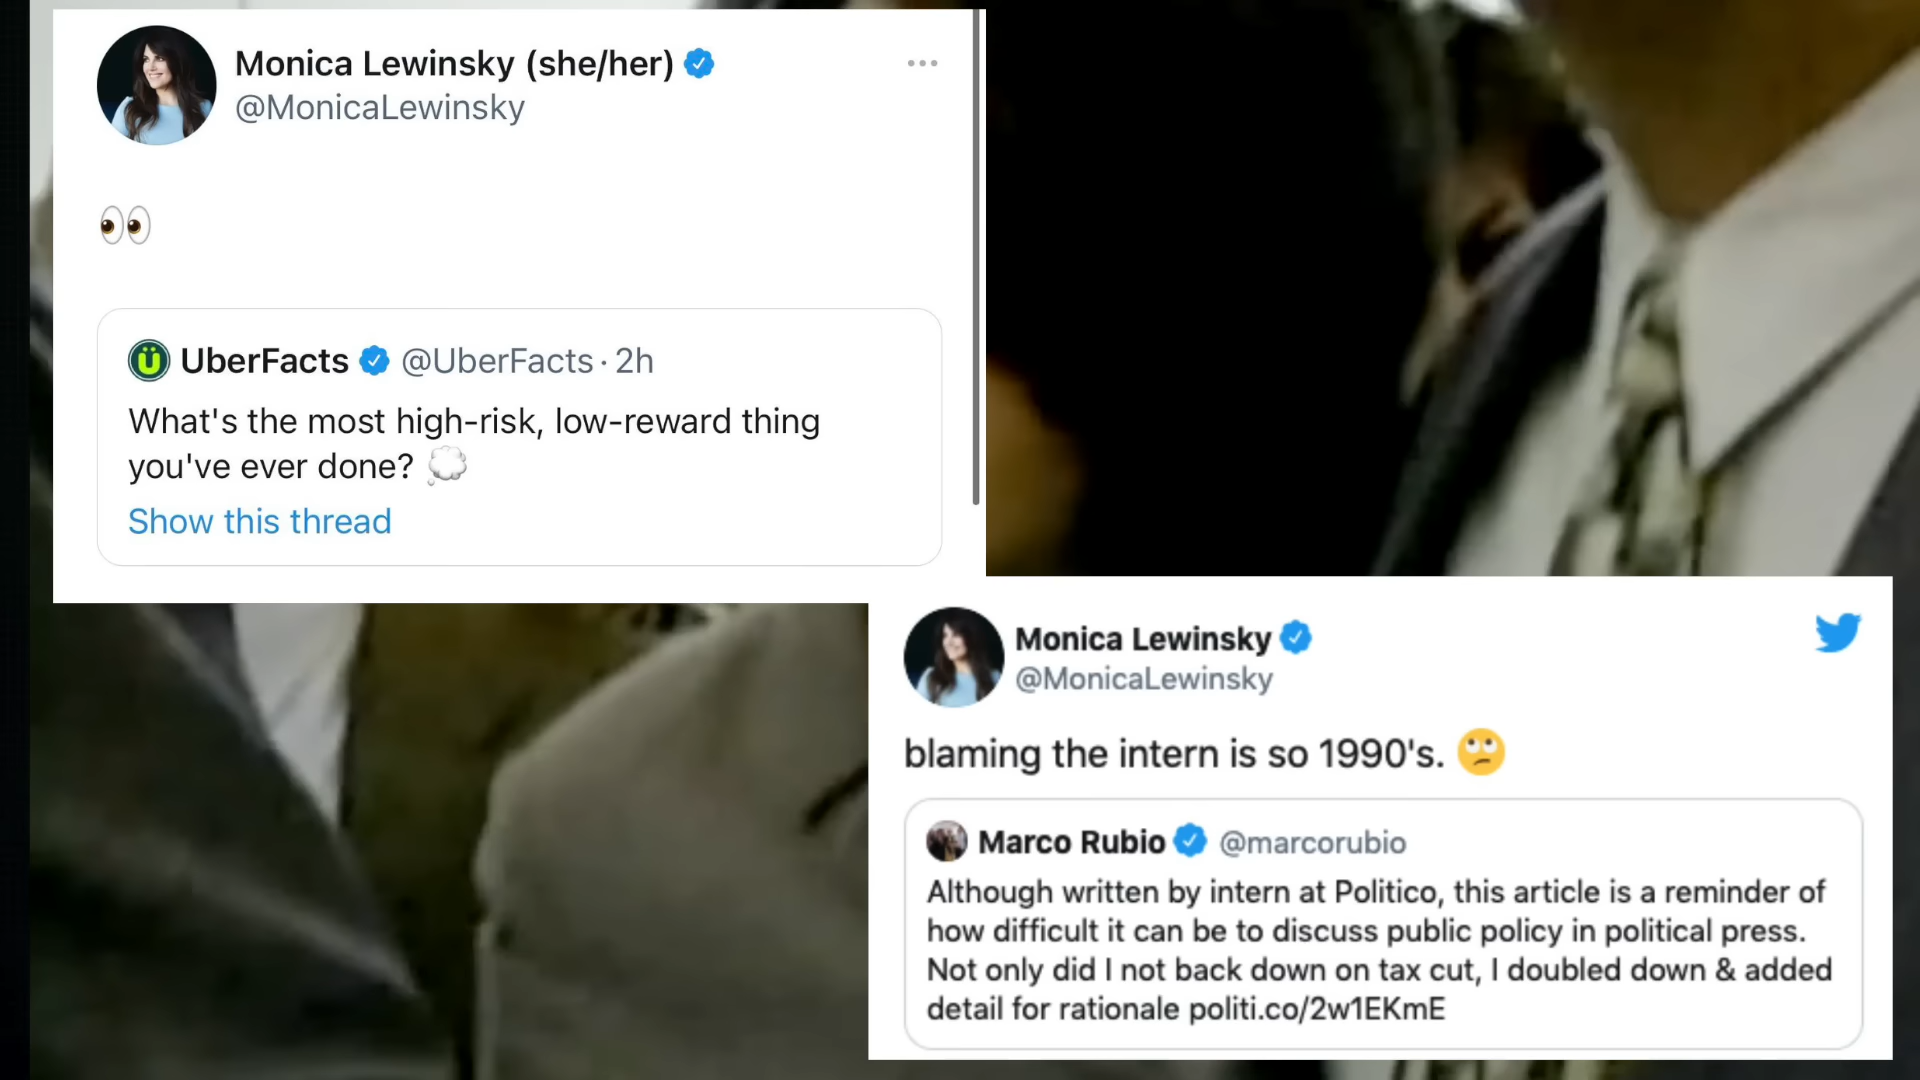 Monica Lewinsky (she/her)
@MonicaLewinsky
👀
UberFacts @UberFacts · 2h
What's the most high-risk, low-reward thing
you've ever done? 💭
Show this thread
Monica Lewinsky
@MonicaLewinsky
blaming the intern is so 1990's. 🙄
Marco Rubio @marcorubio
Although written by intern at Politico, this article is a reminder of
how difficult it can be to discuss public policy in political press.
Not only did I not back down on tax cut, I doubled down & added
detail for rationale politi.co/2w1EKmE